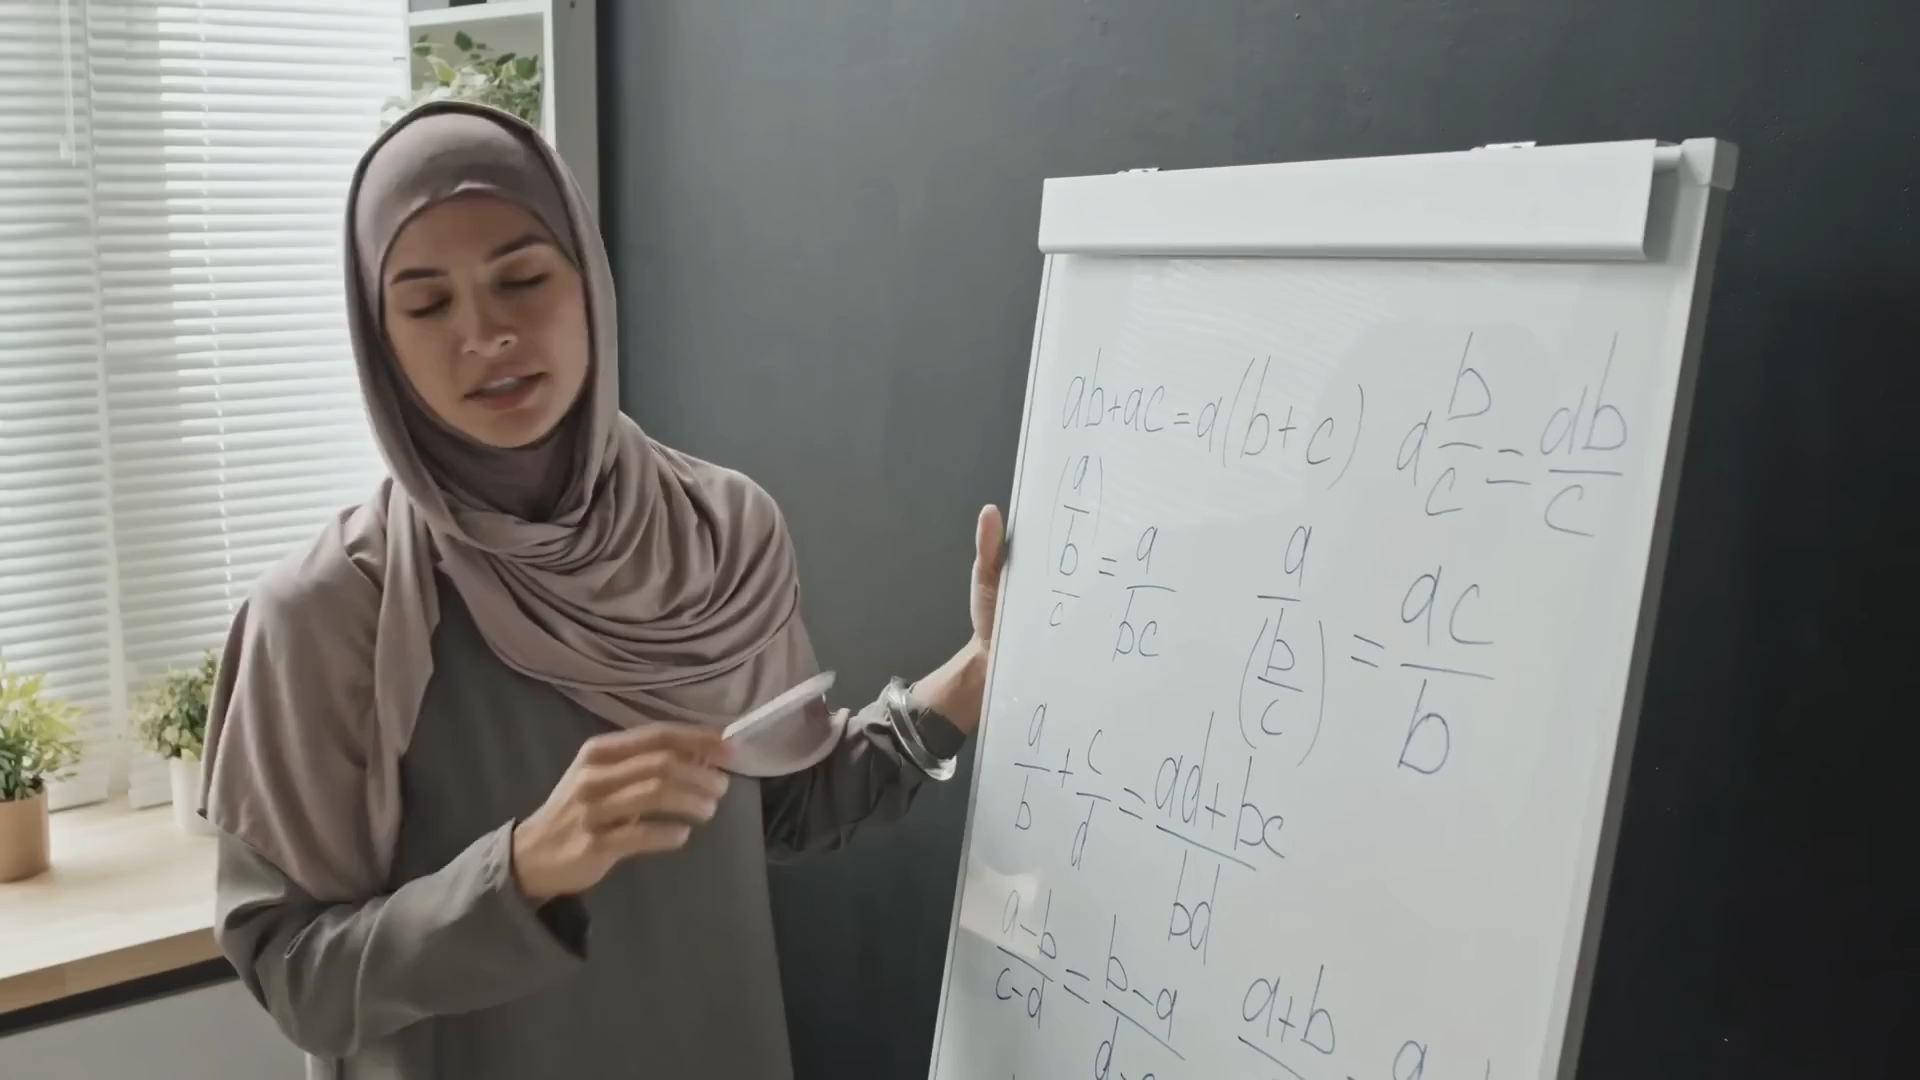 ab+ac=a(b+c) a b/c = ab/c
(a/b)/c = a/bc a/(b/c) = ac/b
a/b + c/d = ad+bc/bd
a-b/c-d = b-a/d-c a+b